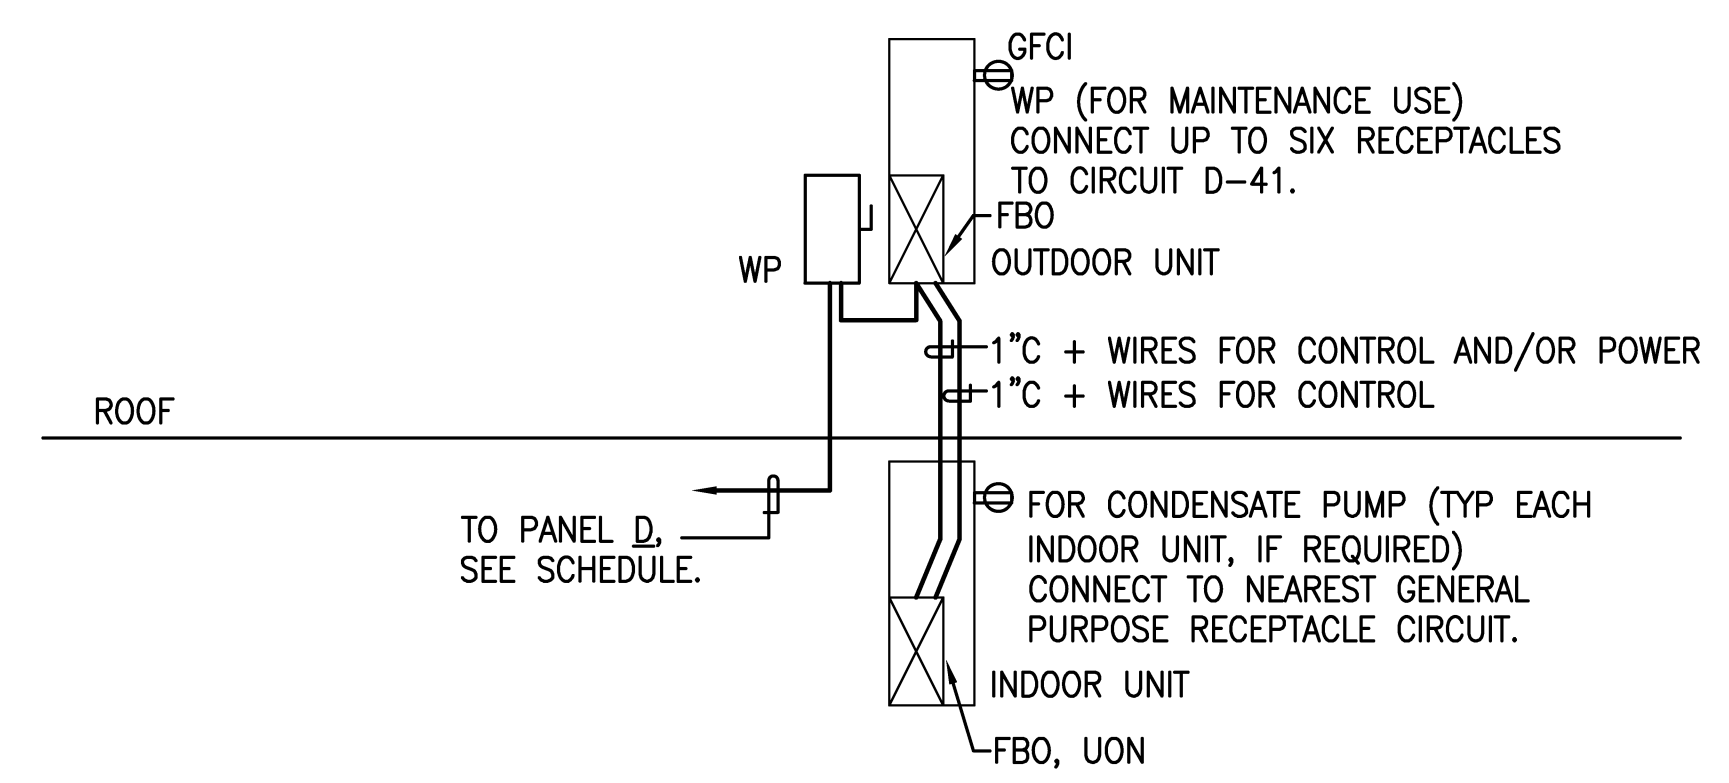 GFCI
WP (FOR MAINTENANCE USE)
CONNECT UP TO SIX RECEPTACLES
TO CIRCUIT D-41.
FBO
OUTDOOR UNIT
WP
1"C + WIRES FOR CONTROL AND/OR POWER
1"C + WIRES FOR CONTROL
ROOF
FOR CONDENSATE PUMP (TYP EACH
INDOOR UNIT, IF REQUIRED)
CONNECT TO NEAREST GENERAL
PURPOSE RECEPTACLE CIRCUIT.
TO PANEL D,
SEE SCHEDULE.
INDOOR UNIT
FBO, UON